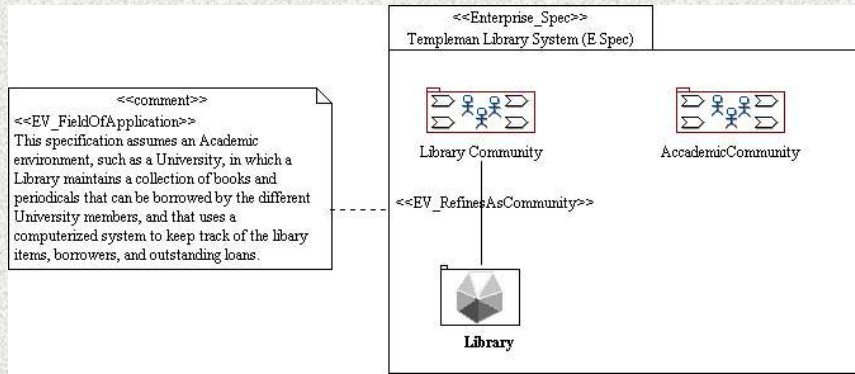 <<Enterprise_Spec>>
Templeman Library System (E Spec)
<<comment>>
<<EV_FieldOfApplication>>
This specification assumes an Academic
environment, such as a University, in which a
Library maintains a collection of books and
periodicals that can be borrowed by the different
University members, and that uses a
computerized system to keep track of the libary
items, borrowers, and outstanding loans.
Library Community
AccademicCommunity
<<EV_RefinesAsCommunity>>
Library